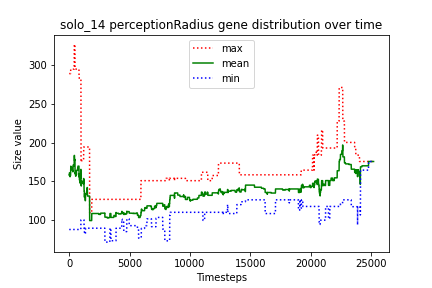 solo_14 perceptionRadius gene distribution over time
max
mean
min
Size value
300
250
200
150
100
0
5000
10000
15000
20000
25000
Timesteps